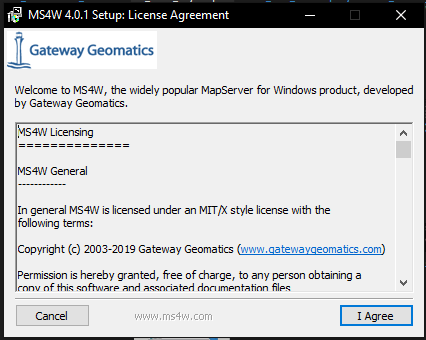 MS4W 4.0.1 Setup: License Agreement
Gateway Geomatics
Welcome to MS4W, the widely popular MapServer for Windows product, developed
by Gateway Geomatics.
MS4W Licensing
==============
MS4W General
------------
In general MS4W is licensed under an MIT/X style license with the
following terms:
Copyright (c) 2003-2019 Gateway Geomatics (www.gatewaygeomatics.com)
Permission is hereby granted, free of charge, to any person obtaining a
copy of this software and associated documentation files
Cancel
www.ms4w.com
I Agree